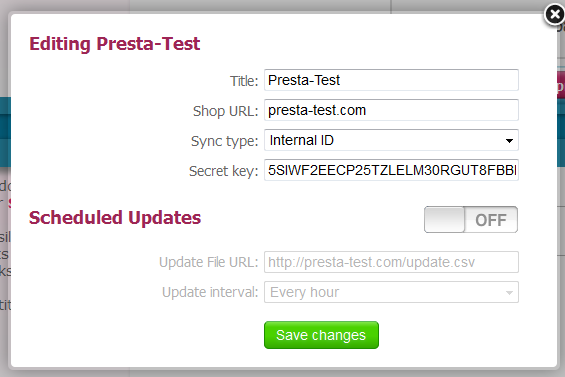 Editing Presta-Test
Title: Presta-Test
Shop URL: presta-test.com
Sync type: Internal ID
Secret key:
Scheduled Updates OFF
Update File URL: http://presta-test.com/update.csv
Update interval: Every hour
Save changes